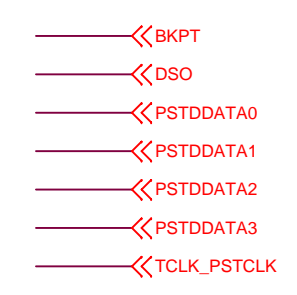 BKPT
DSO
PSTDDATA0
PSTDDATA1
PSTDDATA2
PSTDDATA3
TCLK_PSTCLK